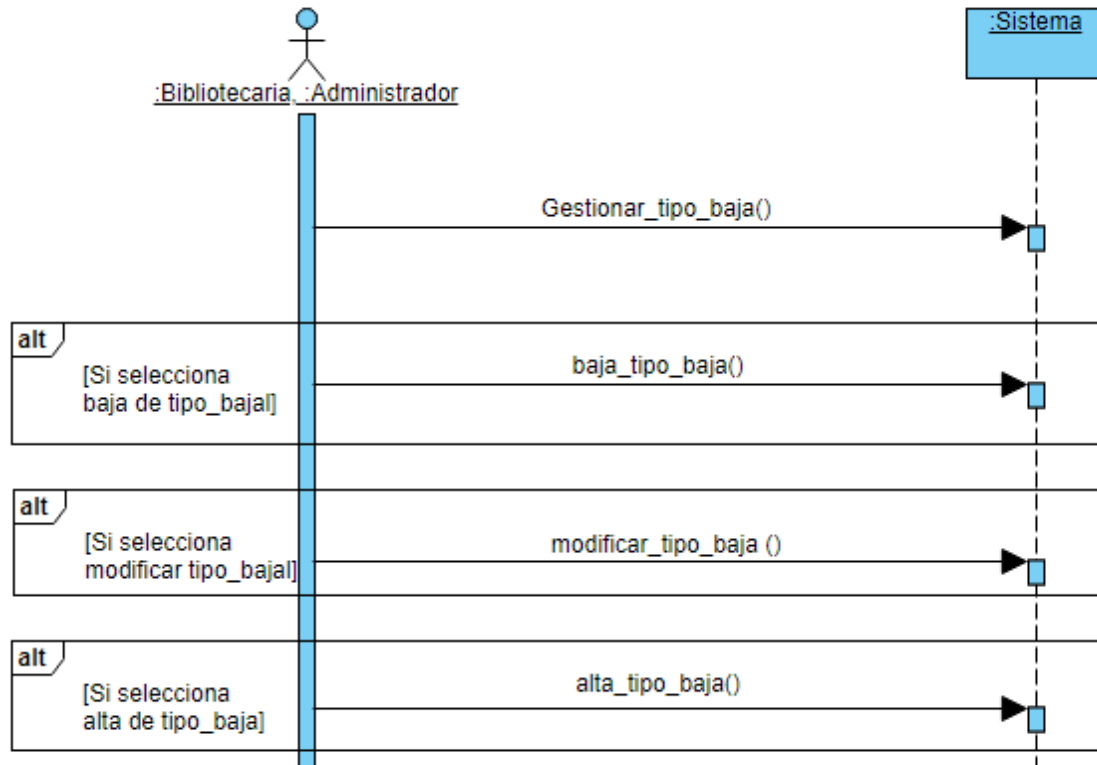 :Sistema
:Bibliotecaria, :Administrador
Gestionar_tipo_baja()
alt
[Si selecciona
baja de tipo_bajal]
baja_tipo_baja()
alt
[Si selecciona
modificar tipo_bajal]
modificar_tipo_baja ()
alt
[Si selecciona
alta de tipo_baja]
alta_tipo_baja()